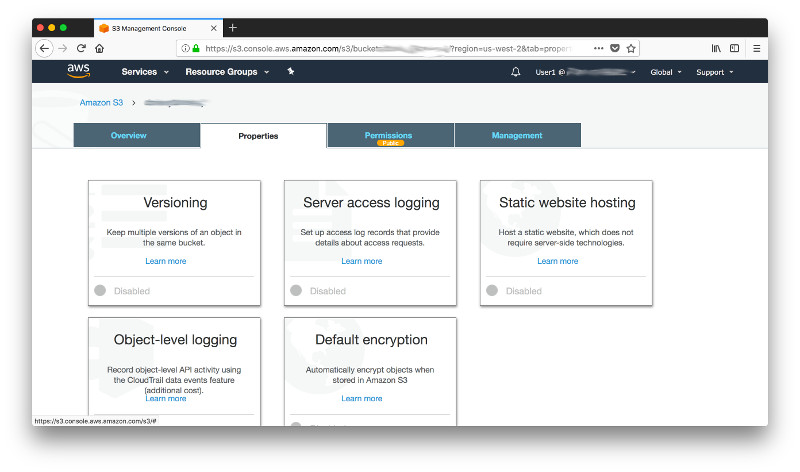 S3 Management Console
https://s3.console.aws.amazon.com/s3/bucket ?region=us-west-2&tab=propert
aws Services Resource Groups User1 @ Global Support
Amazon S3 >
Overview Properties Permissions Management
Public
Versioning
Keep multiple versions of an object in
the same bucket.
Learn more
Disabled
Server access logging
Set up access log records that provide
details about access requests.
Learn more
Disabled
Static website hosting
Host a static website, which does not
require server-side technologies.
Learn more
Disabled
Object-level logging
Record object-level API activity using
the CloudTrail data events feature
(additional cost).
Learn more
Default encryption
Automatically encrypt objects when
stored in Amazon S3
Learn more
https://s3.console.aws.amazon.com/s3/#